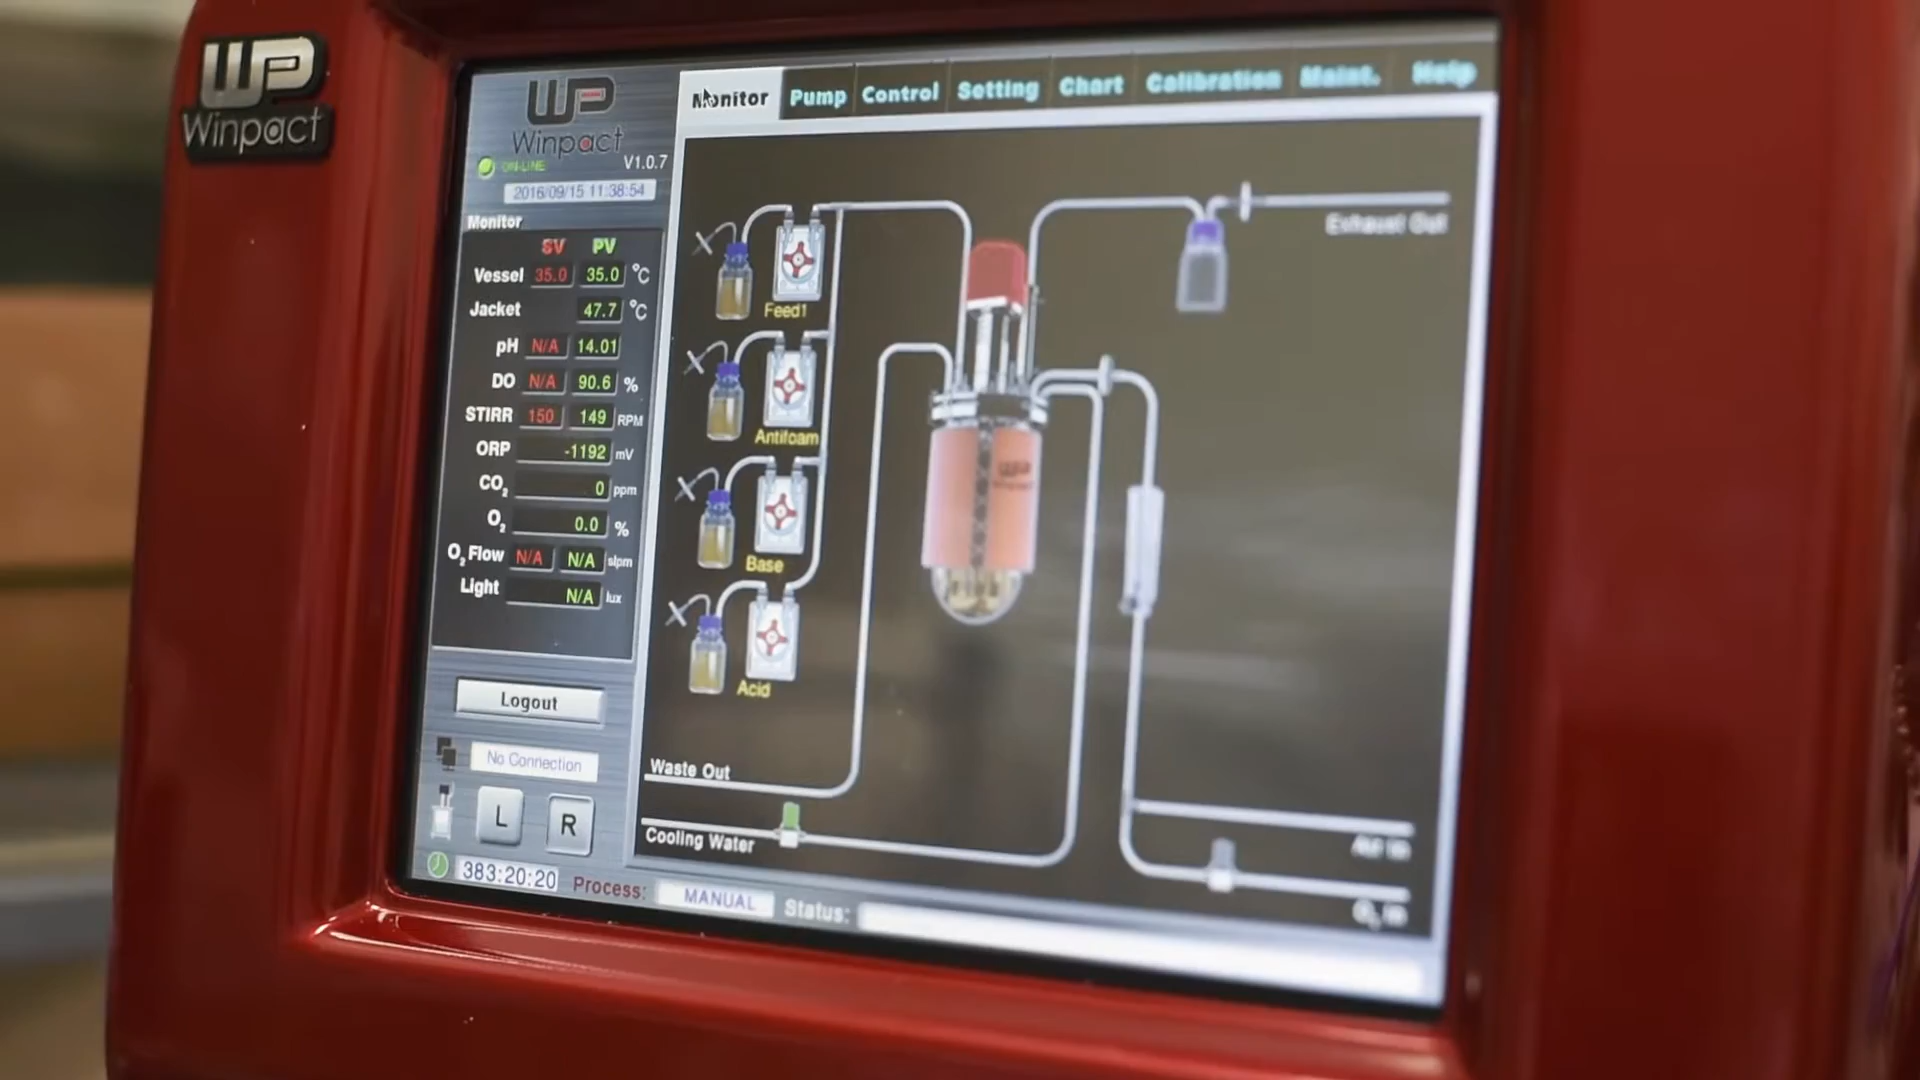 WP
Winpact
WP
Winpact
ON-LINE
V1.0.7
2016/09/15 11:38:54
Monitor Pump Control Setting Chart Calibration Maint. Help
Monitor
SV PV
Vessel 35.0 35.0 °C
Jacket 47.7 °C
pH N/A 14.01
DO N/A 90.6 %
STIRR 150 149 RPM
ORP -1192 mV
CO₂ 0 ppm
O₂ 0.0 %
O₂ Flow N/A N/A slpm
Light N/A lux
Logout
No Connection
L R
383:20:20
Process: MANUAL Status:
Feed1
Antifoam
Base
Acid
Waste Out
Cooling Water
Exhaust Out
Air In
O₂ In